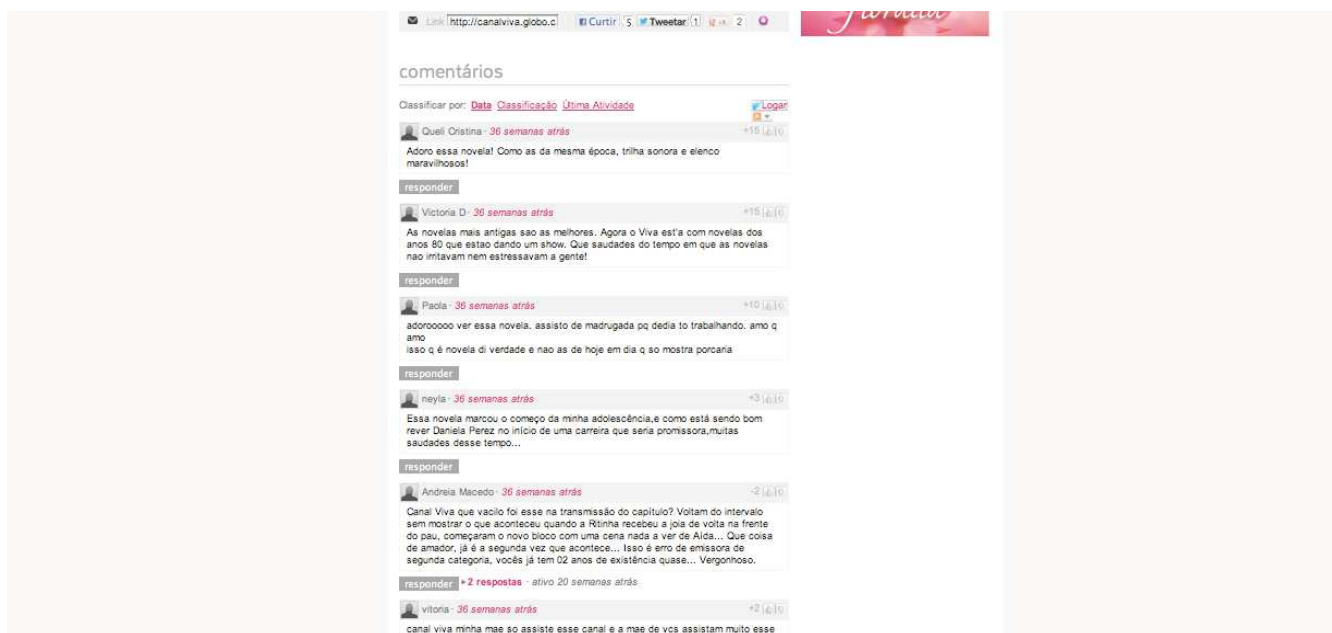 Link http://canalviva.globo.c Curtir 5 Tweetar 1 2
comentários
Classificar por: Data Classificação Última Atividade Logar
Queli Cristina · 36 semanas atrás +15
Adoro essa novela! Como as da mesma época, trilha sonora e elenco
maravilhosos!
responder
Victoria D · 36 semanas atrás +15
As novelas mais antigas sao as melhores. Agora o Viva est'a com novelas dos
anos 80 que estao dando um show. Que saudades do tempo em que as novelas
nao irritavam nem estressavam a gente!
responder
Paola · 36 semanas atrás +10
adorooooo ver essa novela. assisto de madrugada pq dedia to trabalhando. amo q
amo
isso q é novela di verdade e nao as de hoje em dia q so mostra porcaria
responder
neyla · 36 semanas atrás +3
Essa novela marcou o começo da minha adolescência,e como está sendo bom
rever Daniela Perez no início de uma carreira que seria promissora,muitas
saudades desse tempo...
responder
Andreia Macedo · 36 semanas atrás -2
Canal Viva que vacilo foi esse na transmissão do capítulo? Voltam do intervalo
sem mostrar o que aconteceu quando a Ritinha recebeu a joia de volta na frente
do pau, começaram o novo bloco com uma cena nada a ver de Aída... Que coisa
de amador, já é a segunda vez que acontece... Isso é erro de emissora de
segunda categoria, vocês já tem 02 anos de existência quase... Vergonhoso.
responder 2 respostas · ativo 20 semanas atrás
vitoria · 36 semanas atrás +2
canal viva minha mae so assiste esse canal e a mae de vcs assistam muito esse